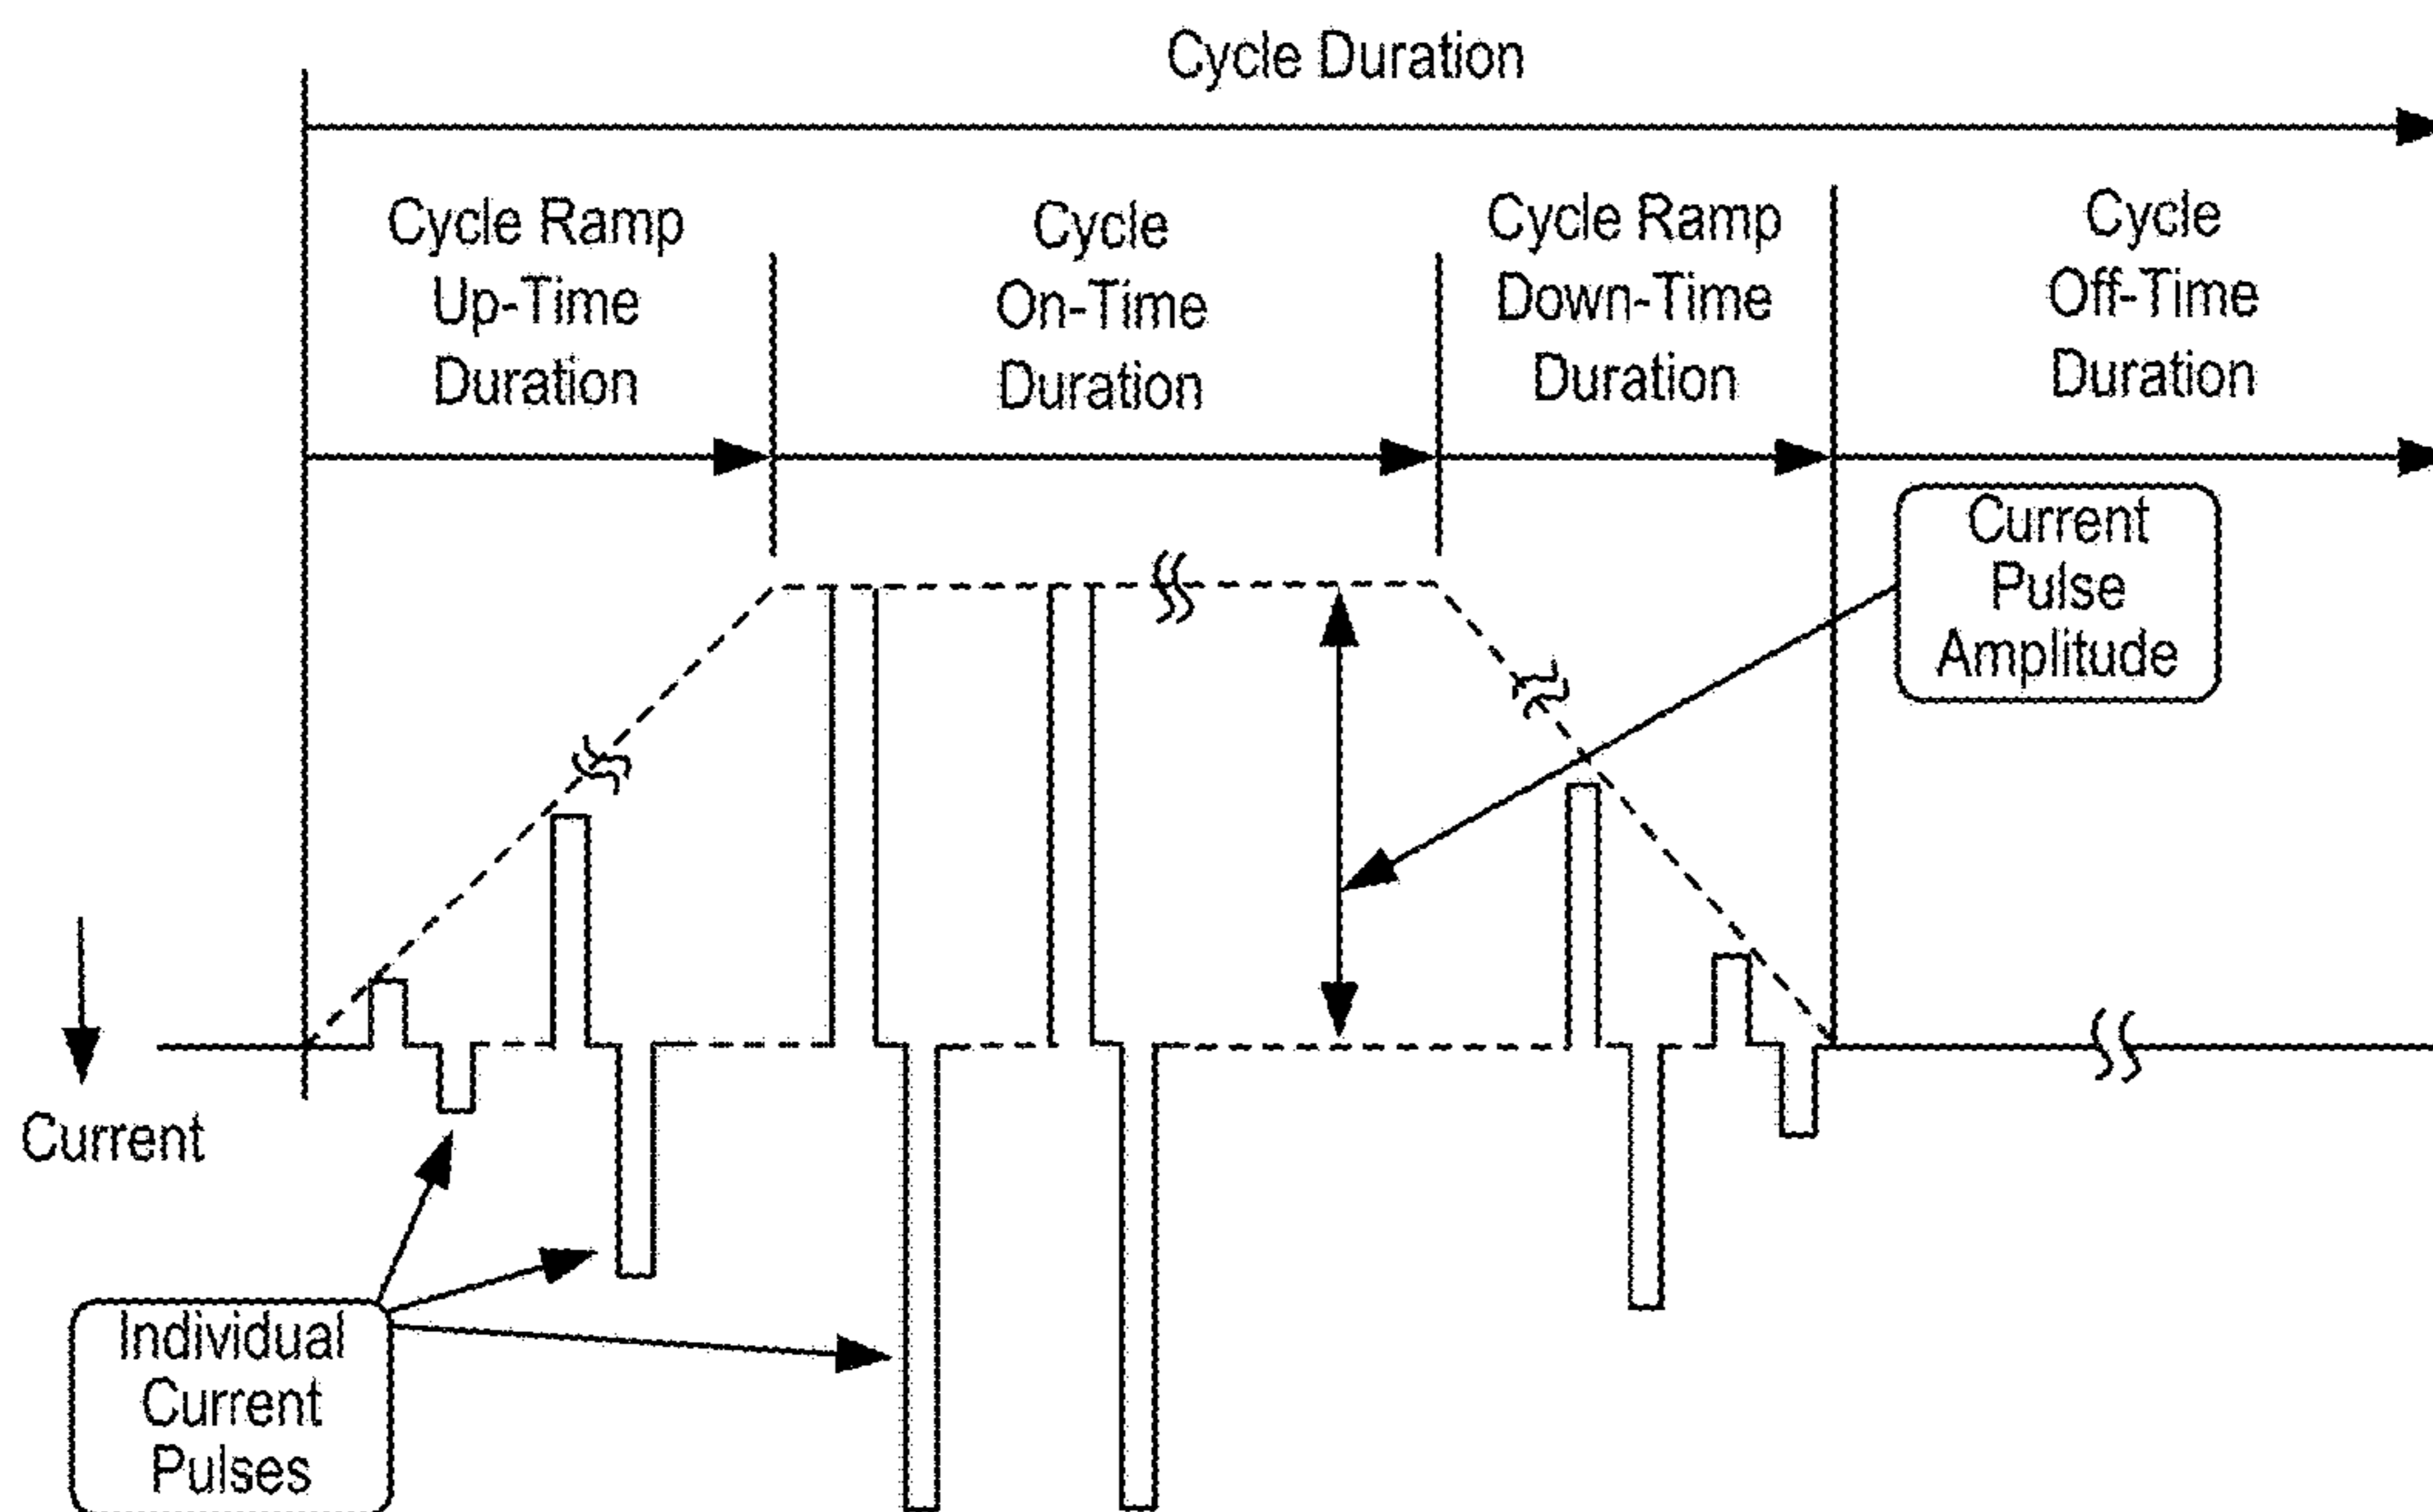 Cycle Duration
Cycle Ramp
Up-Time
Duration
Cycle
On-Time
Duration
Cycle Ramp
Down-Time
Duration
Cycle
Off-Time
Duration
Current
Pulse
Amplitude
Current
Individual
Current
Pulses